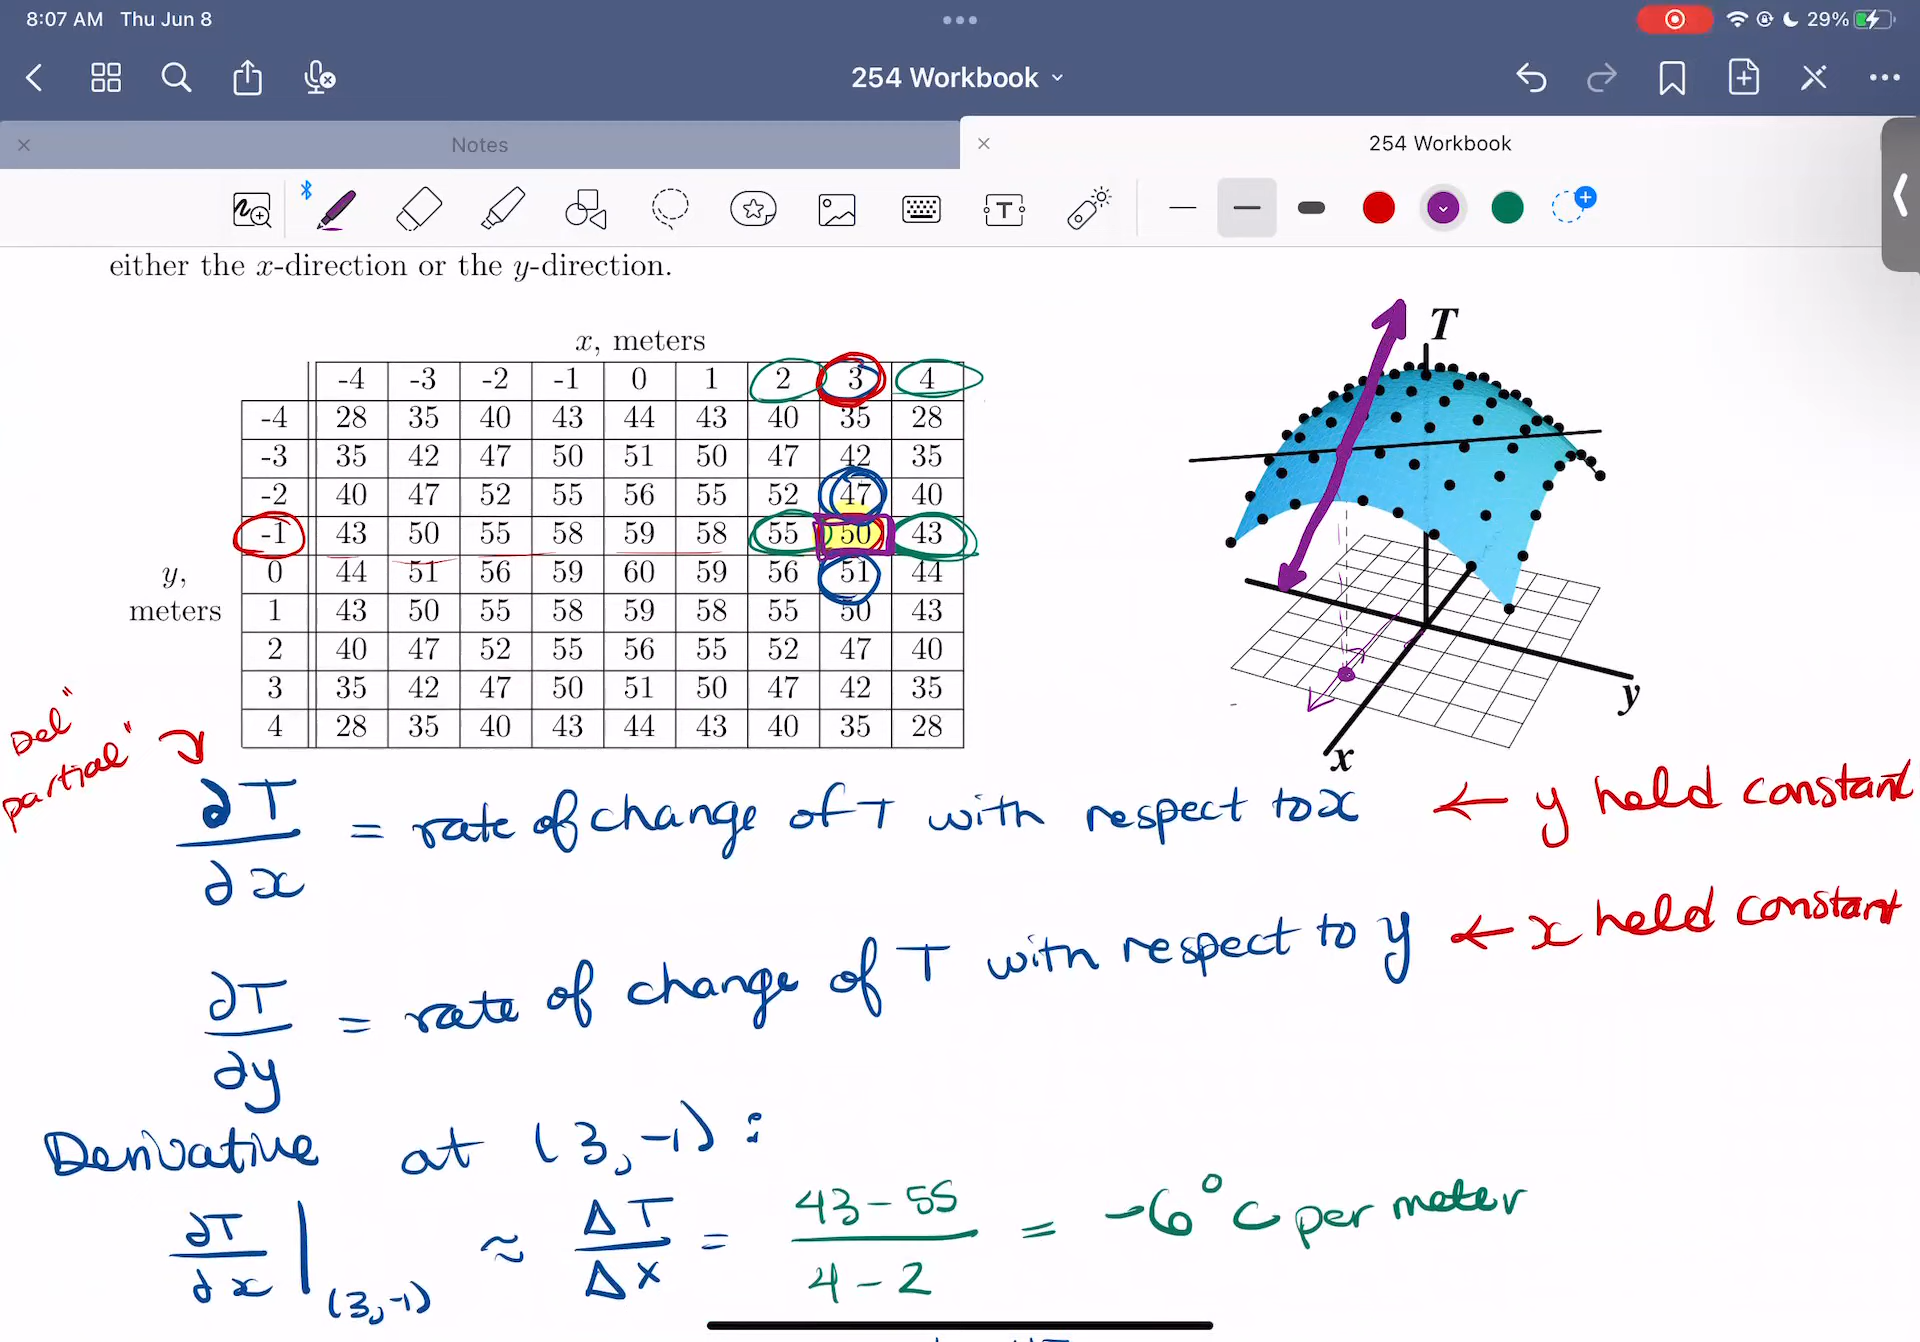 8:07 AM Thu Jun 8
29%
254 Workbook
Notes
254 Workbook
either the x-direction or the y-direction.
x, meters
-4 -3 -2 -1 0 1 2 3 4
-4 28 35 40 43 44 43 40 35 28
-3 35 42 47 50 51 50 47 42 35
-2 40 47 52 55 56 55 52 47 40
-1 43 50 55 58 59 58 55 50 43
y, meters
0 44 51 56 59 60 59 56 51 44
1 43 50 55 58 59 58 55 50 43
2 40 47 52 55 56 55 52 47 40
3 35 42 47 50 51 50 47 42 35
4 28 35 40 43 44 43 40 35 28
T
y
x
Del"
partial"
∂T/∂x = rate of change of T with respect to x ← y held constant
∂T/∂y = rate of change of T with respect to y ← x held constant
Derivative at (3,-1):
∂T/∂x |(3,-1) ≈ ΔT/Δx = 43-55/4-2 = -6°C per meter